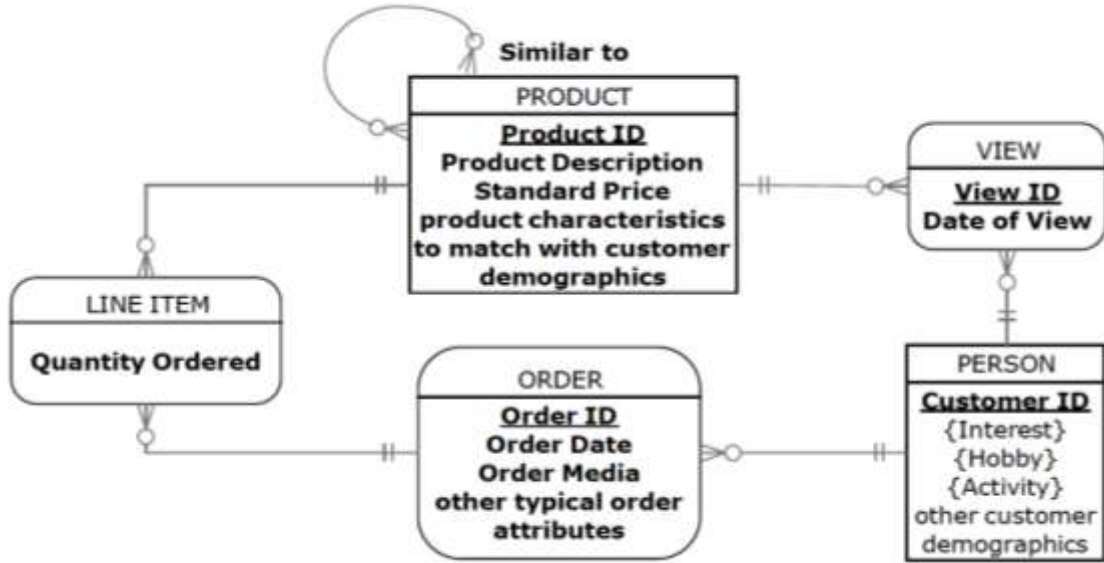 Similar to
PRODUCT
Product ID
Product Description
Standard Price
product characteristics
to match with customer
demographics
VIEW
View ID
Date of View
LINE ITEM
Quantity Ordered
ORDER
Order ID
Order Date
Order Media
other typical order
attributes
PERSON
Customer ID
{Interest}
{Hobby}
{Activity}
other customer
demographics